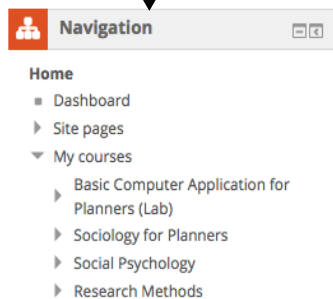 Navigation
Home
Dashboard
Site pages
My courses
Basic Computer Application for
Planners (Lab)
Sociology for Planners
Social Psychology
Research Methods